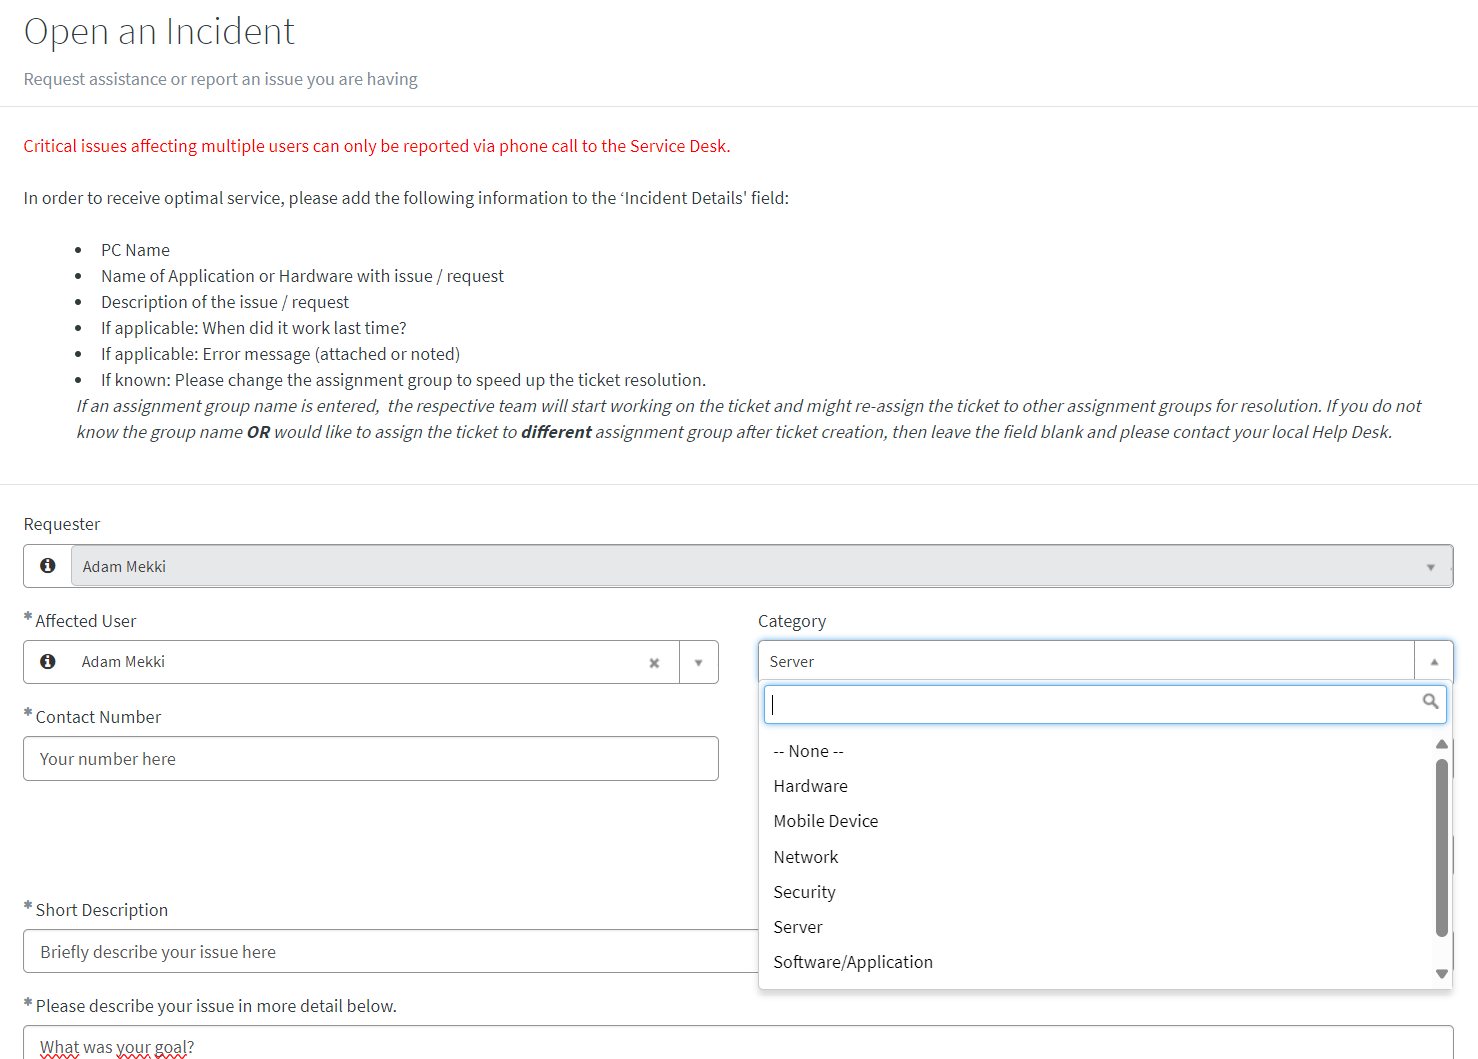 Open an Incident
Request assistance or report an issue you are having
Critical issues affecting multiple users can only be reported via phone call to the Service Desk.
In order to receive optimal service, please add the following information to the ‘Incident Details' field:
• PC Name
• Name of Application or Hardware with issue / request
• Description of the issue / request
• If applicable: When did it work last time?
• If applicable: Error message (attached or noted)
• If known: Please change the assignment group to speed up the ticket resolution.
If an assignment group name is entered,  the respective team will start working on the ticket and might re-assign the ticket to other assignment groups for resolution. If you do not
know the group name OR would like to assign the ticket to different assignment group after ticket creation, then leave the field blank and please contact your local Help Desk.
Requester
Adam Mekki
* Affected User
Adam Mekki
Category
Server
-- None --
Hardware
Mobile Device
Network
Security
Server
Software/Application
* Contact Number
Your number here
* Short Description
Briefly describe your issue here
* Please describe your issue in more detail below.
What was your goal?